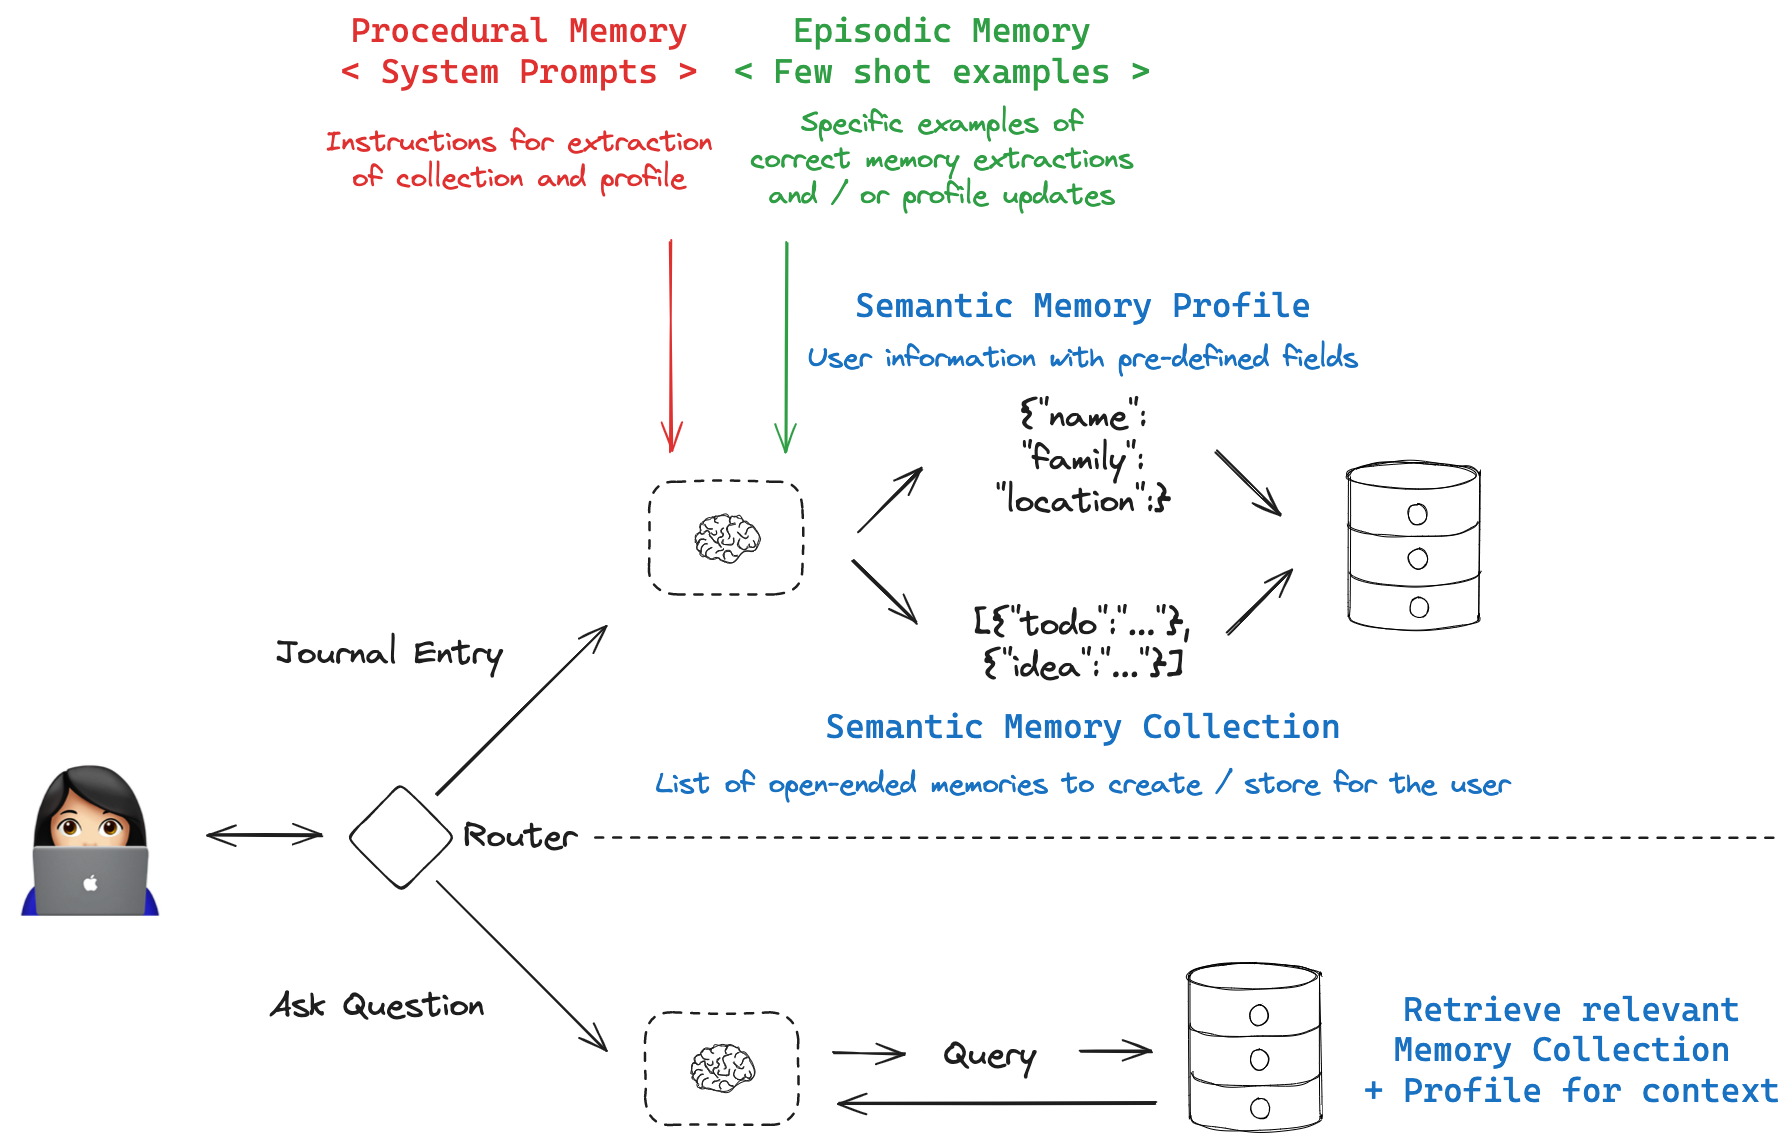 Procedural Memory
< System Prompts >
Instructions for extraction
of collection and profile
Episodic Memory
< Few shot examples >
Specific examples of
correct memory extractions
and / or profile updates
Semantic Memory Profile
User information with pre-defined fields
{"name":
"family":
"location":}
Journal Entry
[{"todo":"..."},
{"idea":"..."}]
Semantic Memory Collection
List of open-ended memories to create / store for the user
Router
Ask Question
Query
Retrieve relevant
Memory Collection
+ Profile for context